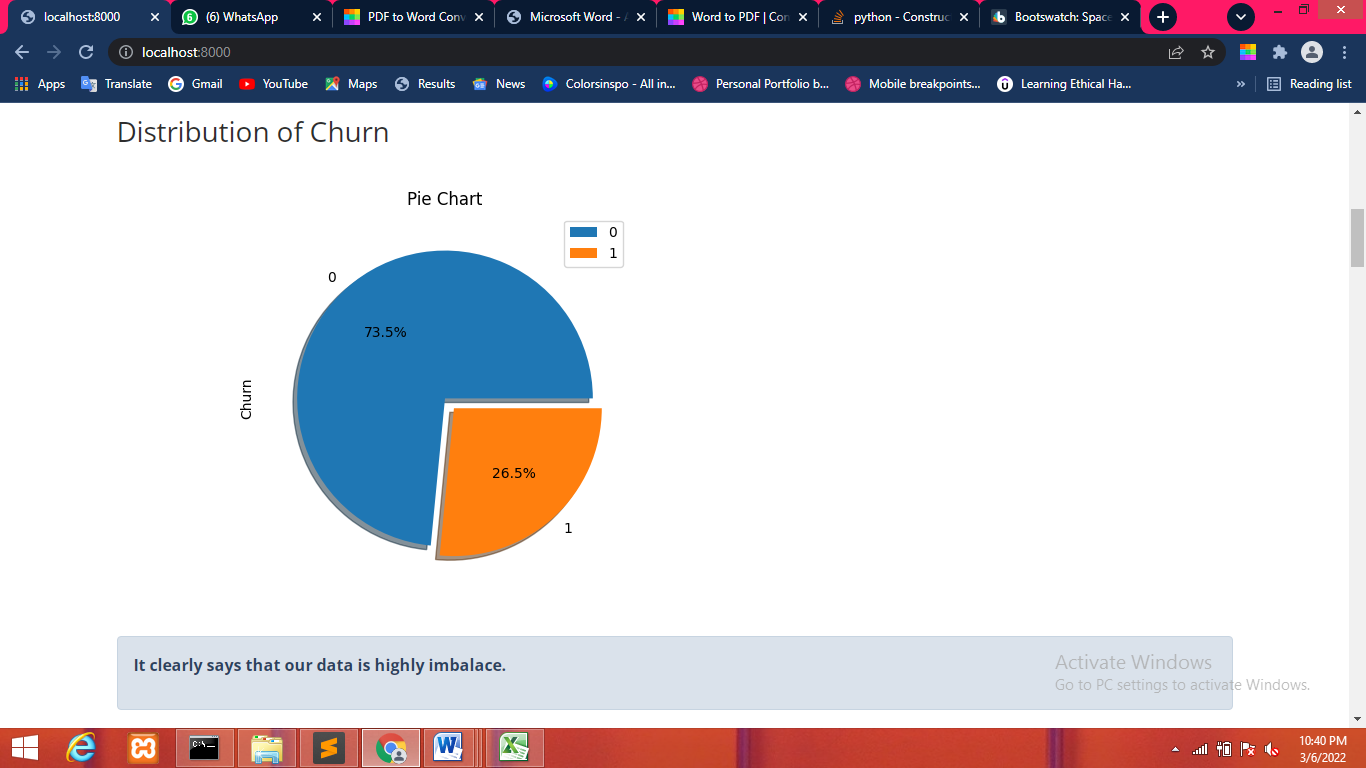 localhost:8000
(6) WhatsApp
PDF to Word Conv
Microsoft Word - A
Word to PDF | Con
python - Construc
Bootswatch: Space
localhost:8000
Apps
Translate
Gmail
YouTube
Maps
Results
News
Colorsinspo - All in...
Personal Portfolio b...
Mobile breakpoints...
Learning Ethical Ha...
»
Reading list
Distribution of Churn
Pie Chart
0
1
0
73.5%
Churn
26.5%
1
It clearly says that our data is highly imbalace.
Activate Windows
Go to PC settings to activate Windows.
10:40 PM
3/6/2022